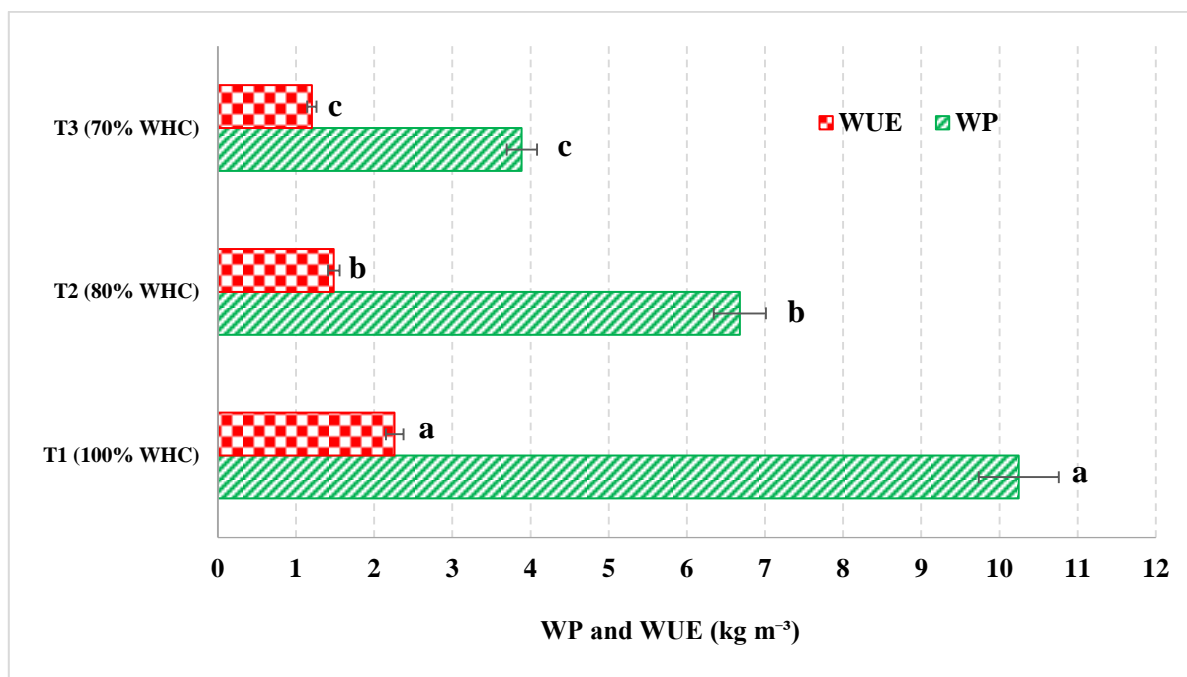 T3 (70% WHC)
c
c
WUE WP
T2 (80% WHC)
b
b
T1 (100% WHC)
a
a
0 1 2 3 4 5 6 7 8 9 10 11 12
WP and WUE (kg m⁻³)